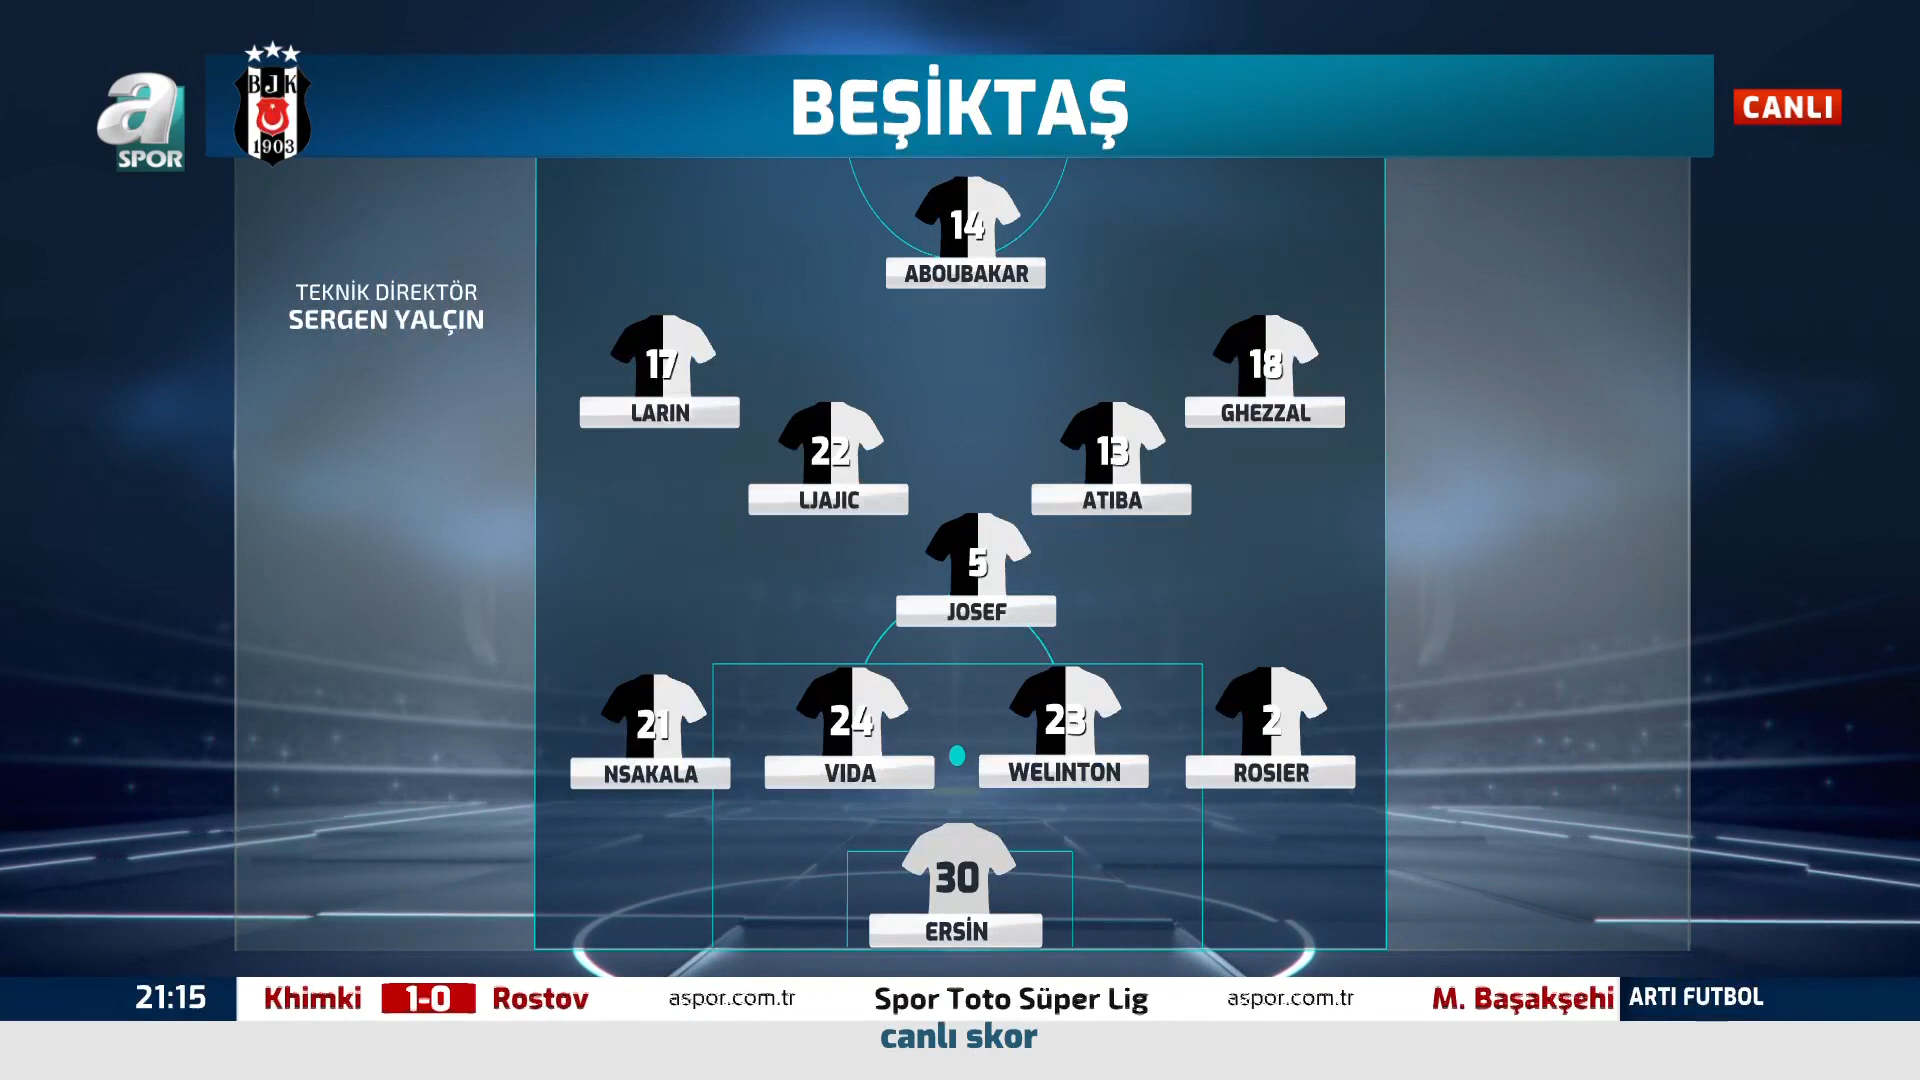 BEŞİKTAŞ
BJK
1903
a
SPOR
CANLI
TEKNİK DİREKTÖR
SERGEN YALÇIN
14
ABOUBAKAR
17
LARIN
18
GHEZZAL
22
LJAJIC
13
ATIBA
5
JOSEF
21
NSAKALA
24
VIDA
23
WELINTON
2
ROSIER
30
ERSİN
21:15 Khimki 1-0 Rostov aspor.com.tr Spor Toto Süper Lig aspor.com.tr M. Başakşehi ARTI FUTBOL
canlı skor